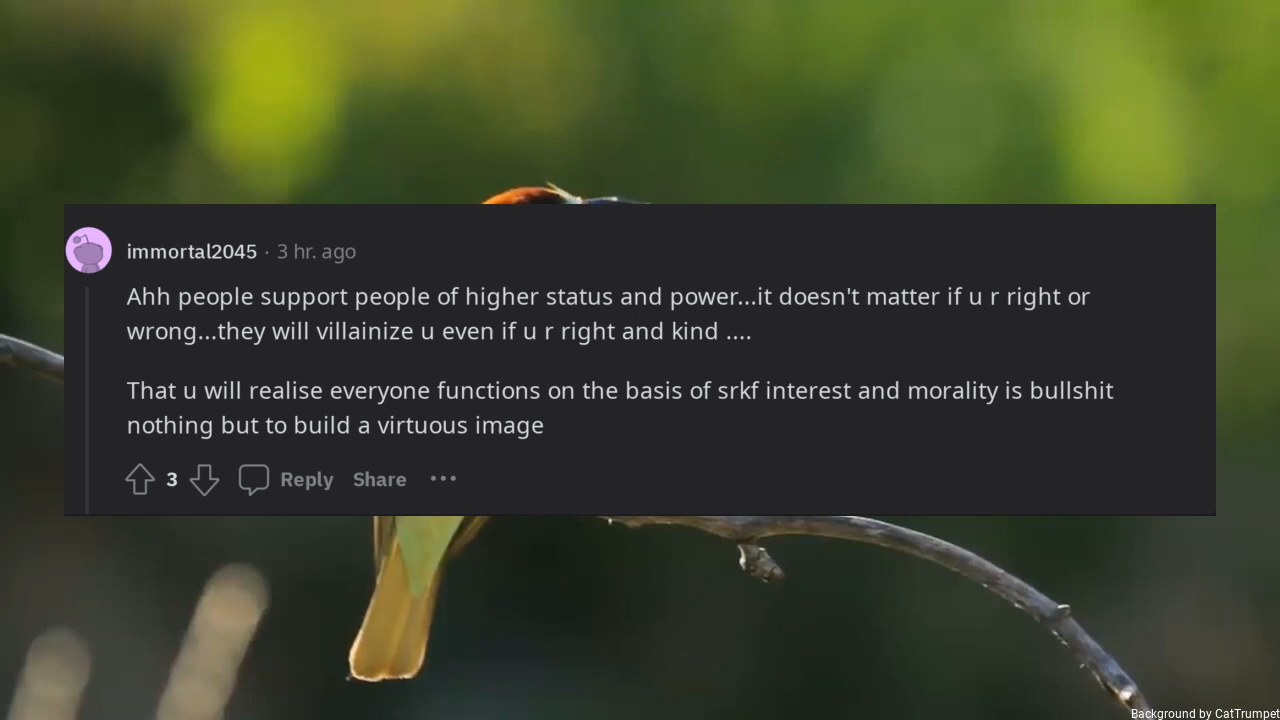 immortal2045 · 3 hr. ago
Ahh people support people of higher status and power...it doesn't matter if u r right or
wrong...they will villainize u even if u r right and kind ....
That u will realise everyone functions on the basis of srkf interest and morality is bullshit
nothing but to build a virtuous image
3 Reply Share
Background by CatTrumpet